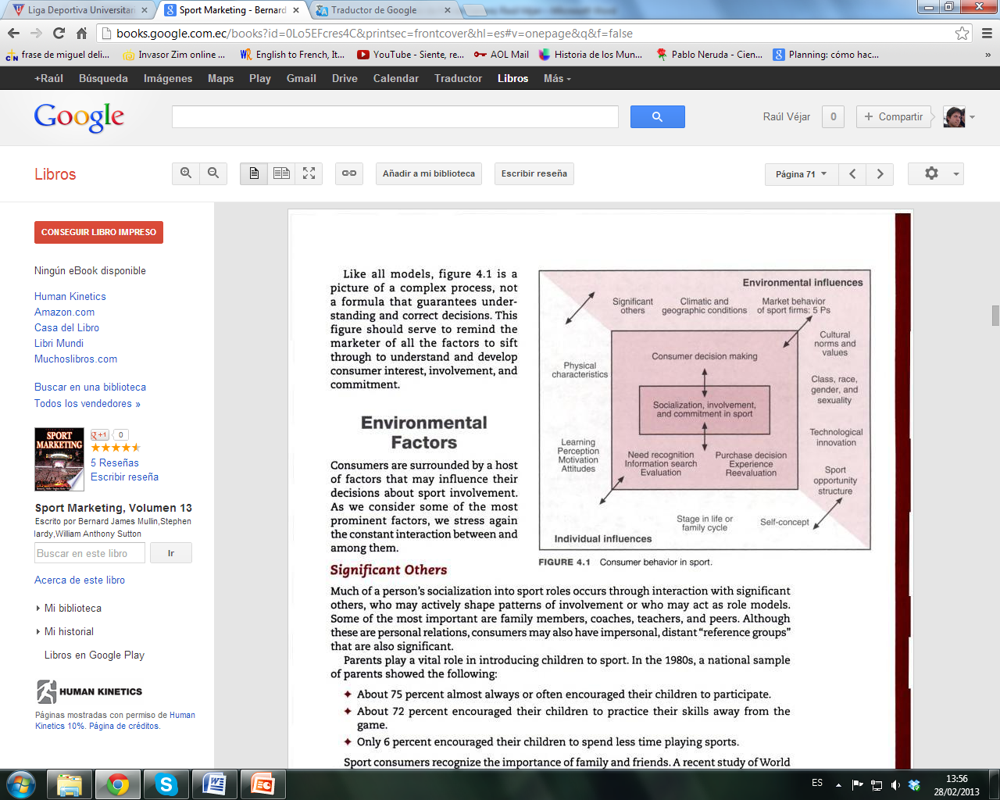 Liga Deportiva Universitari
Sport Marketing - Bernard
Traductor de Google
books.google.com.ec/books?id=0Lo5EFcres4C&printsec=frontcover&hl=es#v=onepage&q&f=false
frase de miguel deli...
Invasor Zim online ...
English to French, It...
YouTube - Siente, re...
AOL Mail
Historia de los Mun...
Pablo Neruda - Cien...
Planning: cómo hac...
»
+Raúl Búsqueda Imágenes Maps Play Gmail Drive Calendar Traductor Libros Más
Google
Raúl Véjar 0 + Compartir
Libros
Añadir a mi biblioteca
Escribir reseña
Página 71
CONSEGUIR LIBRO IMPRESO
Ningún eBook disponible
Human Kinetics
Amazon.com
Casa del Libro
Libri Mundi
Muchoslibros.com
Buscar en una biblioteca
Todos los vendedores »
SPORT
MARKETING
+1 0
5 Reseñas
Escribir reseña
Sport Marketing, Volumen 13
Escrito por Bernard James Mullin,Stephen
lardy,William Anthony Sutton
Buscar en este libro
Ir
Acerca de este libro
Mi biblioteca
Mi historial
Libros en Google Play
HUMAN KINETICS
Páginas mostradas con permiso de Human
Kinetics 10%. Página de créditos.
Like all models, figure 4.1 is a
picture of a complex process, not
a formula that guarantees under-
standing and correct decisions. This
figure should serve to remind the
marketer of all the factors to sift
through to understand and develop
consumer interest, involvement, and
commitment.
Environmental
Factors
Consumers are surrounded by a host
of factors that may influence their
decisions about sport involvement.
As we consider some of the most
prominent factors, we stress again
the constant interaction between and
among them.
Environmental influences
Significant
others
Climatic and
geographic conditions
Market behavior
of sport firms: 5 Ps
Cultural
norms and
values
Class, race,
gender, and
sexuality
Technological
innovation
Sport
opportunity
structure
Consumer decision making
Socialization, involvement,
and commitment in sport
Need recognition
Information search
Evaluation
Purchase decision
Experience
Reevaluation
Physical
characteristics
Learning
Perception
Motivation
Attitudes
Stage in life or
family cycle
Self-concept
Individual influences
FIGURE 4.1 Consumer behavior in sport.
Significant Others
Much of a person's socialization into sport roles occurs through interaction with significant
others, who may actively shape patterns of involvement or who may act as role models.
Some of the most important are family members, coaches, teachers, and peers. Although
these are personal relations, consumers may also have impersonal, distant "reference groups"
that are also significant.
Parents play a vital role in introducing children to sport. In the 1980s, a national sample
of parents showed the following:
✦ About 75 percent almost always or often encouraged their children to participate.
✦ About 72 percent encouraged their children to practice their skills away from the
game.
✦ Only 6 percent encouraged their children to spend less time playing sports.
Sport consumers recognize the importance of family and friends. A recent study of World
ES
13:56
28/02/2013